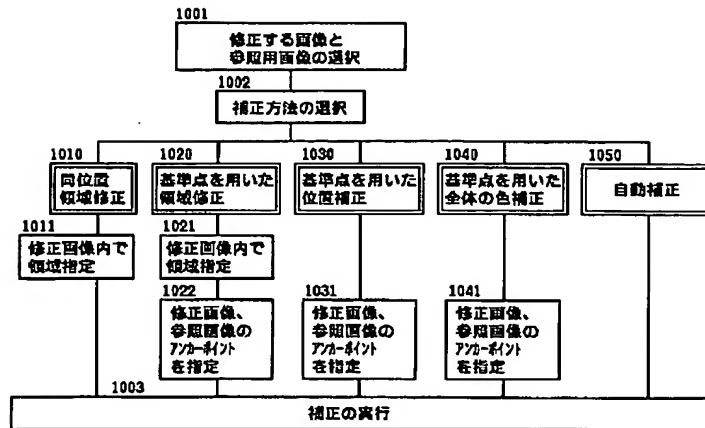 1001
修正する画像と
参照用画像の選択
1002
補正方法の選択
1010
同位置
領域修正
1020
基準点を用いた
領域修正
1030
基準点を用いた
位置補正
1040
基準点を用いた
全体の色補正
1050
自動補正
1011
修正画像内で
領域指定
1021
修正画像内で
領域指定
1022
修正画像、
参照画像の
アンカーポイント
を指定
1031
修正画像、
参照画像の
アンカーポイント
を指定
1041
修正画像、
参照画像の
アンカーポイント
を指定
1003
補正の実行